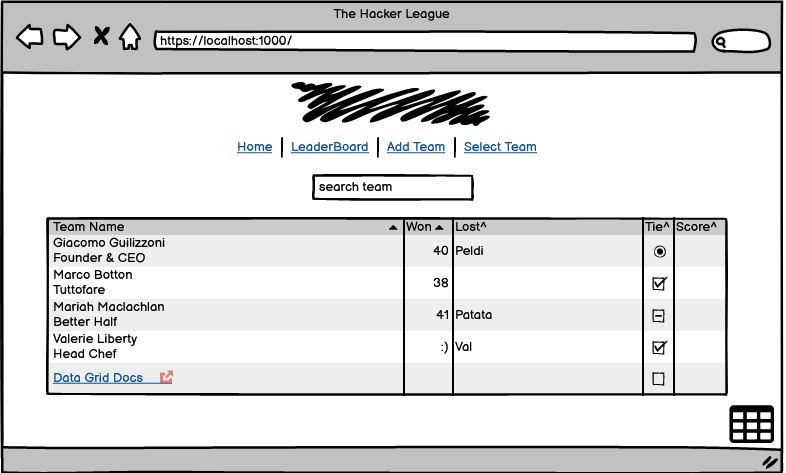 The Hacker League
https://localhost:1000/
Home LeaderBoard Add Team Select Team
search team
Team Name Won Lost^ Tie^ Score^
Giacomo Guilizzoni
Founder & CEO 40 Peldi
Marco Botton
Tuttofare 38
Mariah Maclachlan
Better Half 41 Patata
Valerie Liberty
Head Chef :) Val
Data Grid Docs